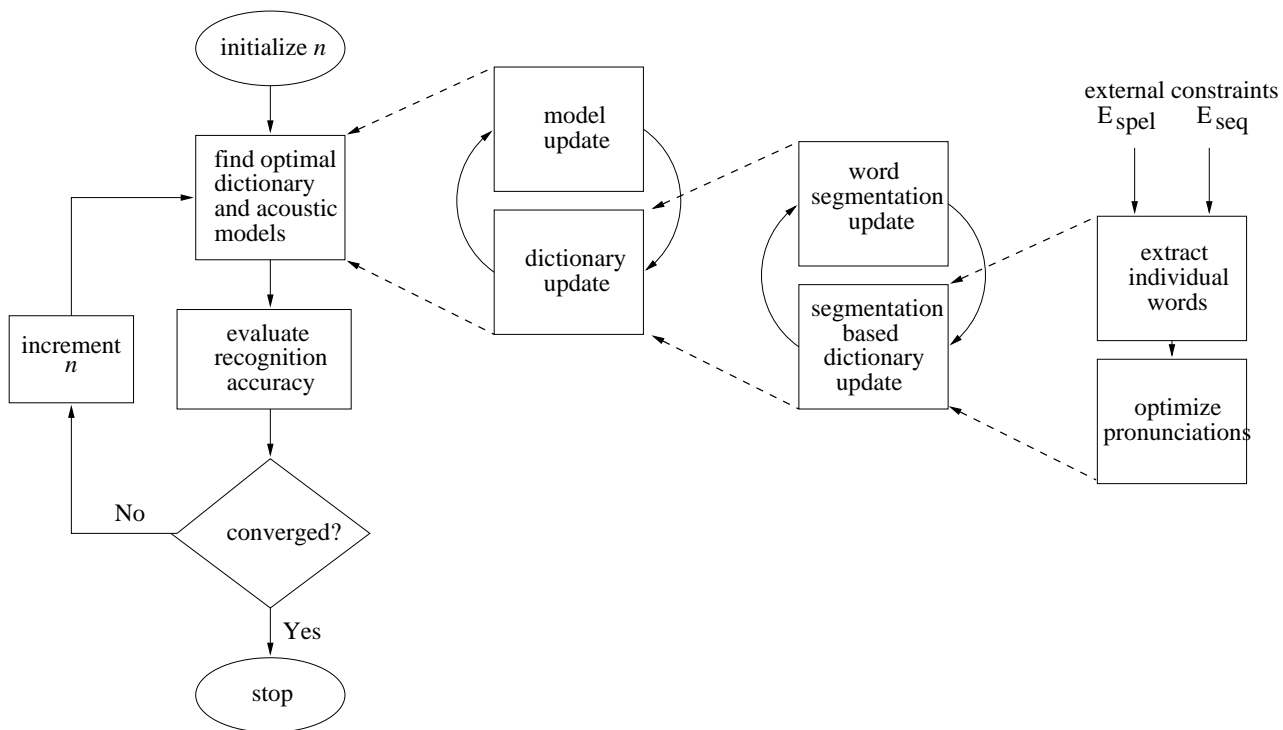 initialize n
find optimal
dictionary
and acoustic
models
evaluate
recognition
accuracy
increment
n
converged?
No
Yes
stop
model
update
dictionary
update
word
segmentation
update
segmentation
based
dictionary
update
external constraints
E spel E seq
extract
individual
words
optimize
pronunciations